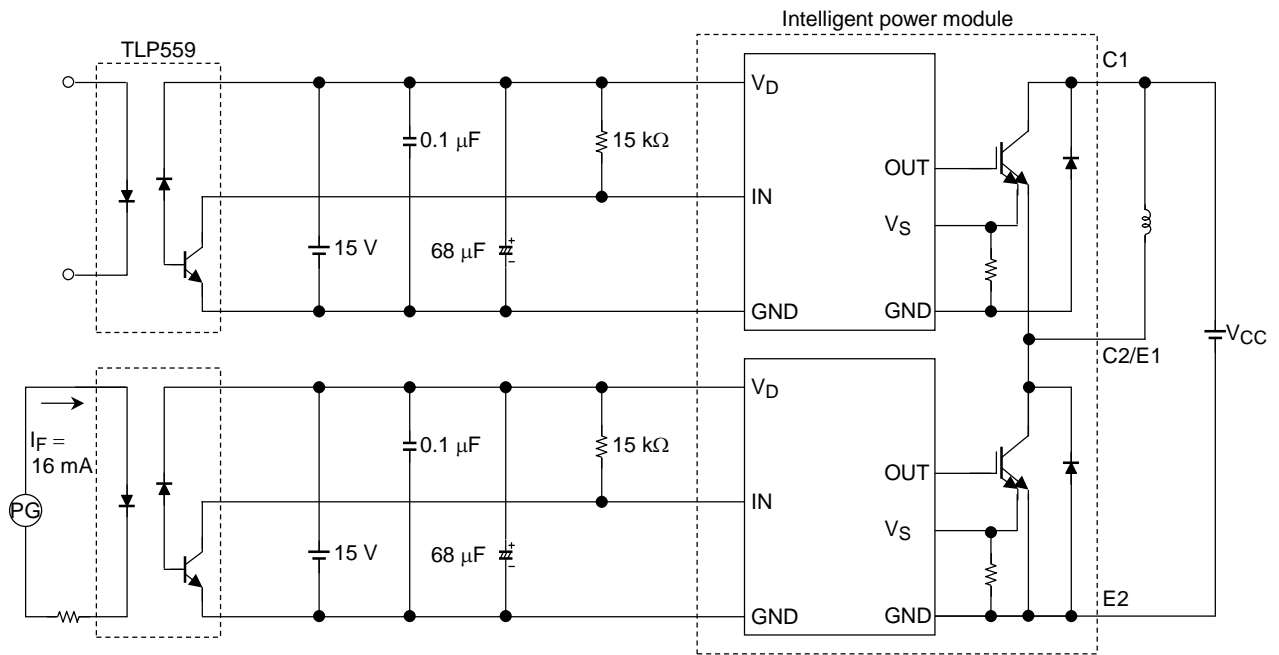 Intelligent power module
TLP559
C1
VD
0.1 μF
15 kΩ
OUT
IN
VS
15 V
68 μF
+
−
GND
GND
VCC
C2/E1
VD
IF =
16 mA
0.1 μF
15 kΩ
OUT
PG
IN
VS
15 V
68 μF
+
−
E2
GND
GND